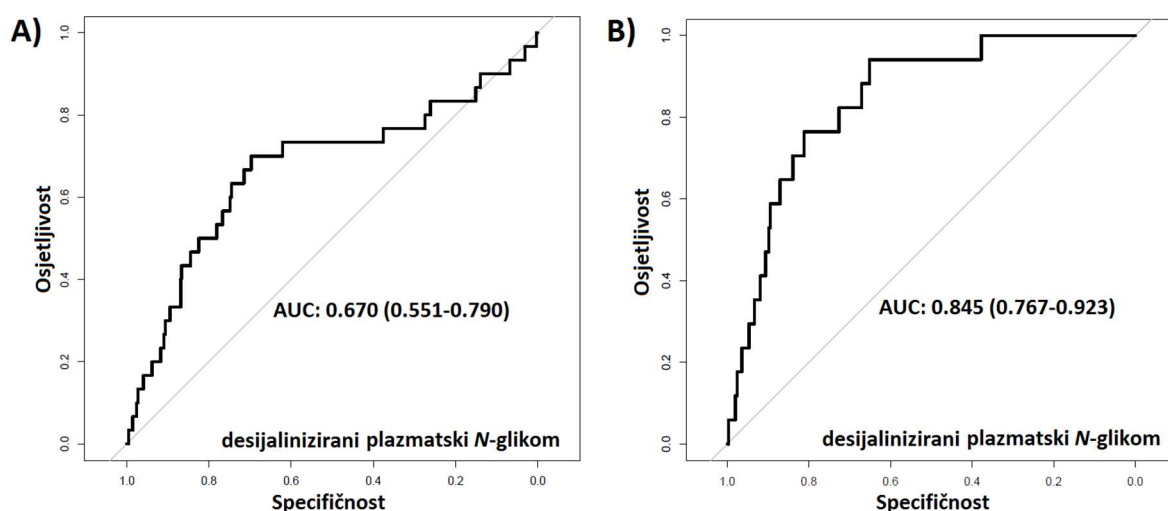 A)
Osjetljivost
1.0
0.8
0.6
0.4
0.2
0.0
AUC: 0.670 (0.551-0.790)
desijalinizirani plazmatski N-glikom
1.0 0.8 0.6 0.4 0.2 0.0
Specifičnost
B)
Osjetljivost
1.0
0.8
0.6
0.4
0.2
0.0
AUC: 0.845 (0.767-0.923)
desijalinizirani plazmatski N-glikom
1.0 0.8 0.6 0.4 0.2 0.0
Specifičnost